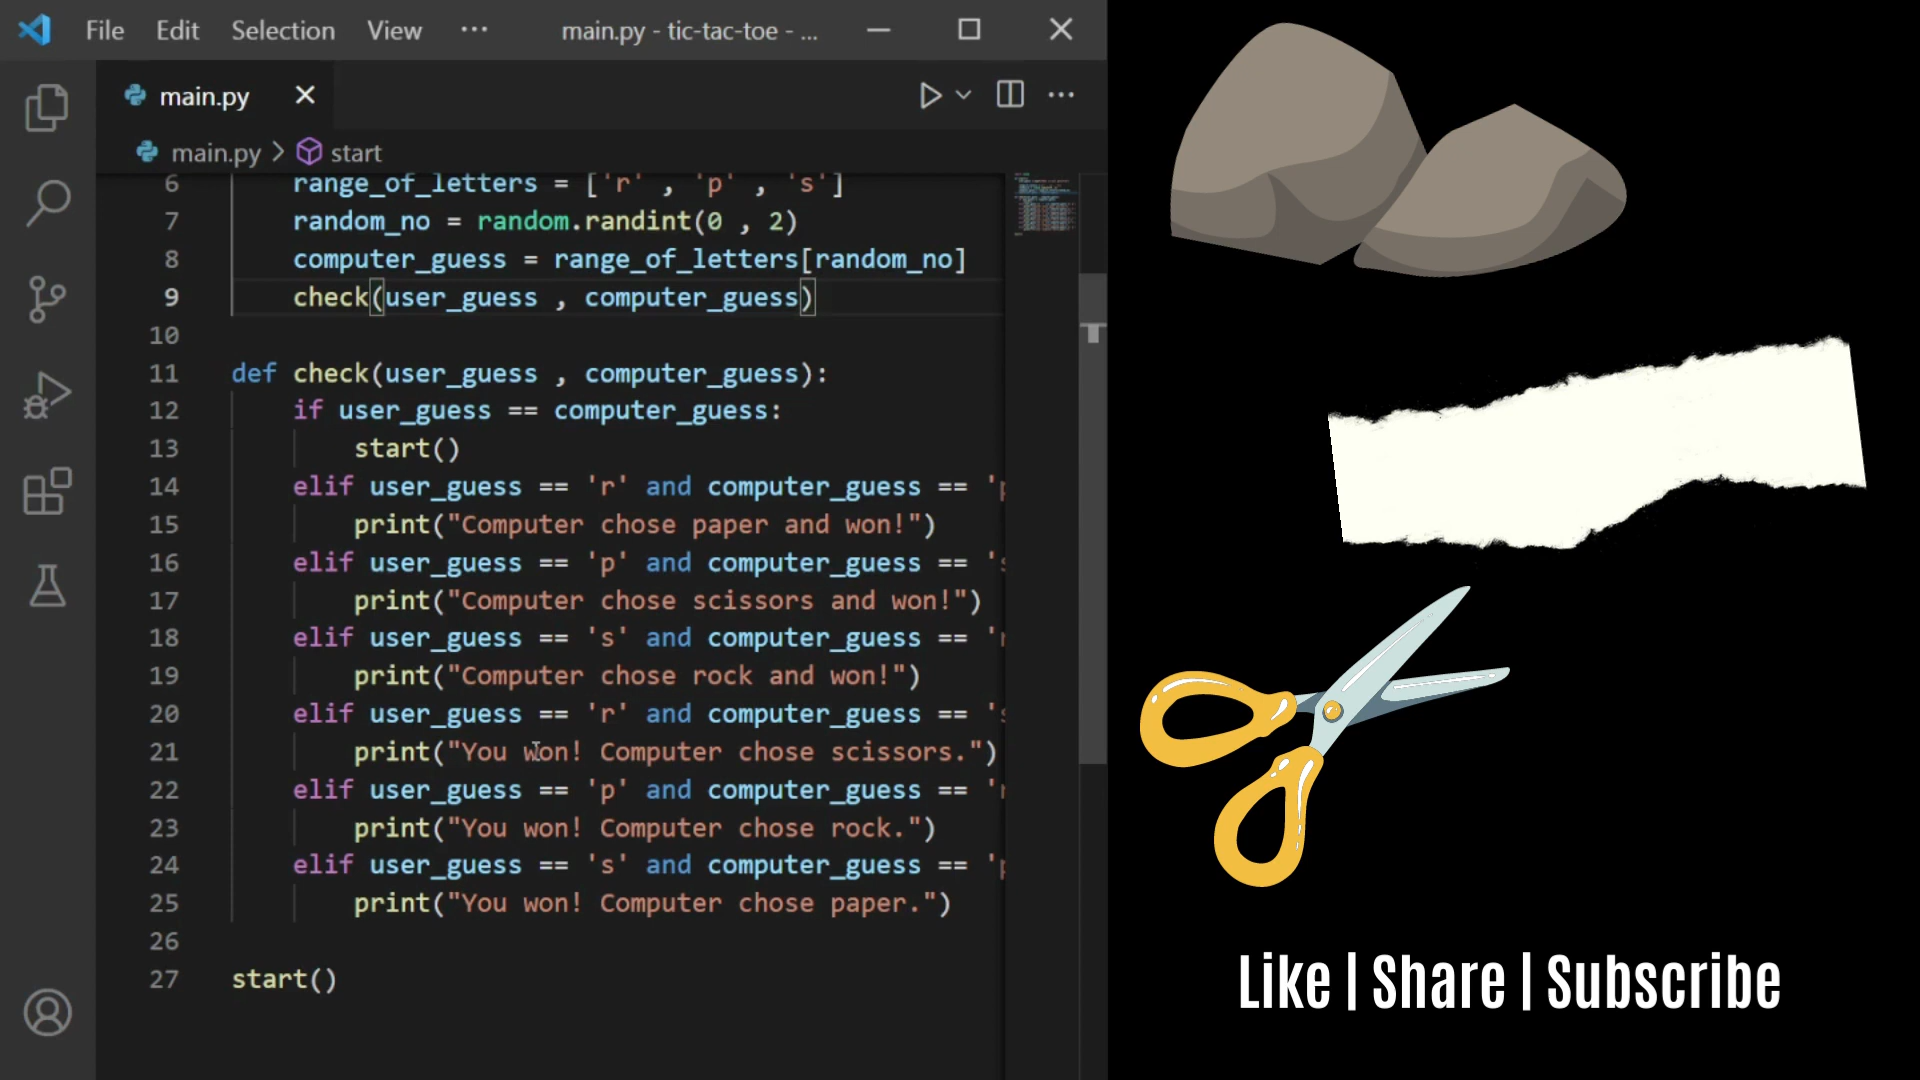 File Edit Selection View ··· main.py - tic-tac-toe - ...
main.py
main.py > start
6 range_of_letters = ['r' , 'p' , 's']
7 random_no = random.randint(0 , 2)
8 computer_guess = range_of_letters[random_no]
9 check(user_guess , computer_guess)
10
11 def check(user_guess , computer_guess):
12 if user_guess == computer_guess:
13 start()
14 elif user_guess == 'r' and computer_guess == 'p
15 print("Computer chose paper and won!")
16 elif user_guess == 'p' and computer_guess == 's
17 print("Computer chose scissors and won!")
18 elif user_guess == 's' and computer_guess == 'r
19 print("Computer chose rock and won!")
20 elif user_guess == 'r' and computer_guess == 's
21 print("You won! Computer chose scissors.")
22 elif user_guess == 'p' and computer_guess == 'r
23 print("You won! Computer chose rock.")
24 elif user_guess == 's' and computer_guess == 'p
25 print("You won! Computer chose paper.")
26
27 start()
Like | Share | Subscribe